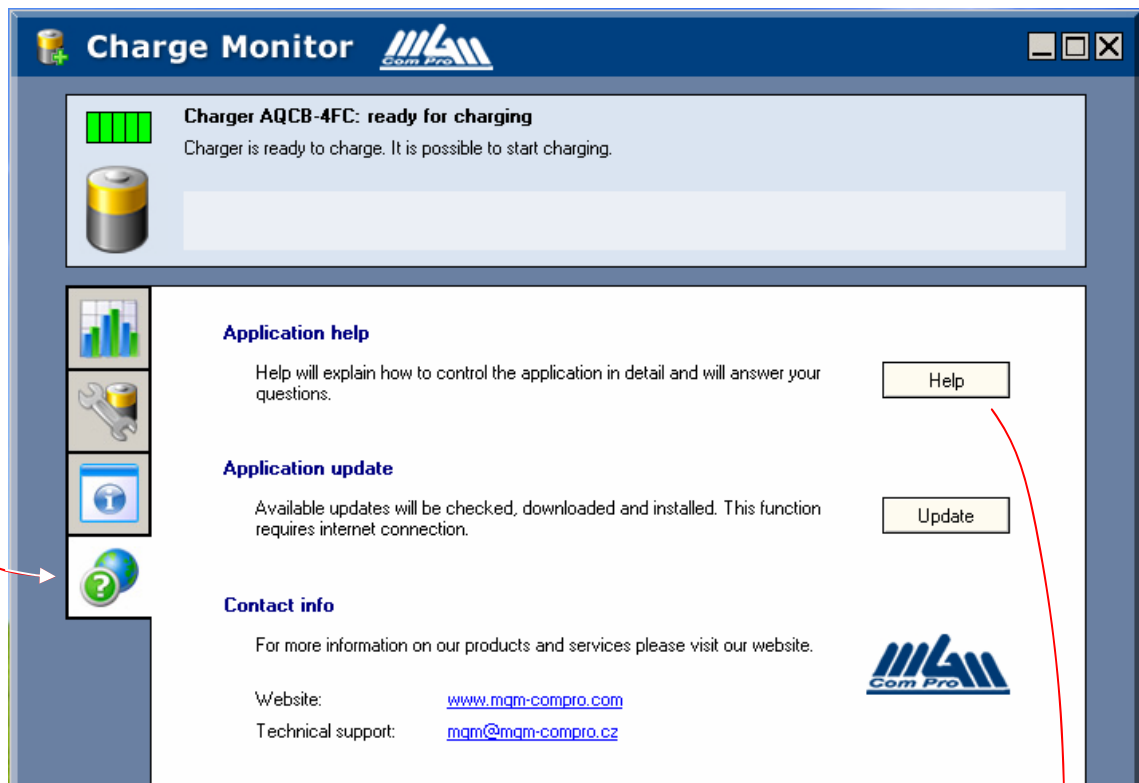 Charge Monitor MGM Com Pro
Charger AQCB-4FC: ready for charging
Charger is ready to charge. It is possible to start charging.
Application help
Help will explain how to control the application in detail and will answer your
questions.
Help
Application update
Available updates will be checked, downloaded and installed. This function
requires internet connection.
Update
Contact info
For more information on our products and services please visit our website.
MGM Com Pro
Website: www.mgm-compro.com
Technical support: mgm@mgm-compro.cz